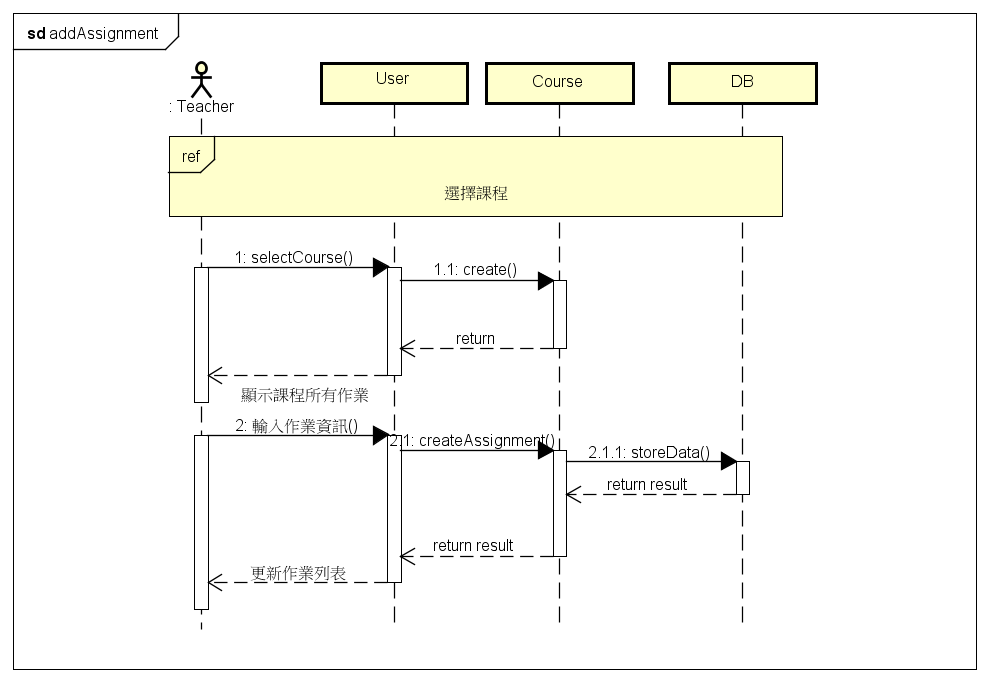 sd addAssignment
: Teacher
User
Course
DB
ref
選擇課程
1: selectCourse()
1.1: create()
return
顯示課程所有作業
2: 輸入作業資訊()
2.1: createAssignment()
2.1.1: storeData()
return result
return result
更新作業列表